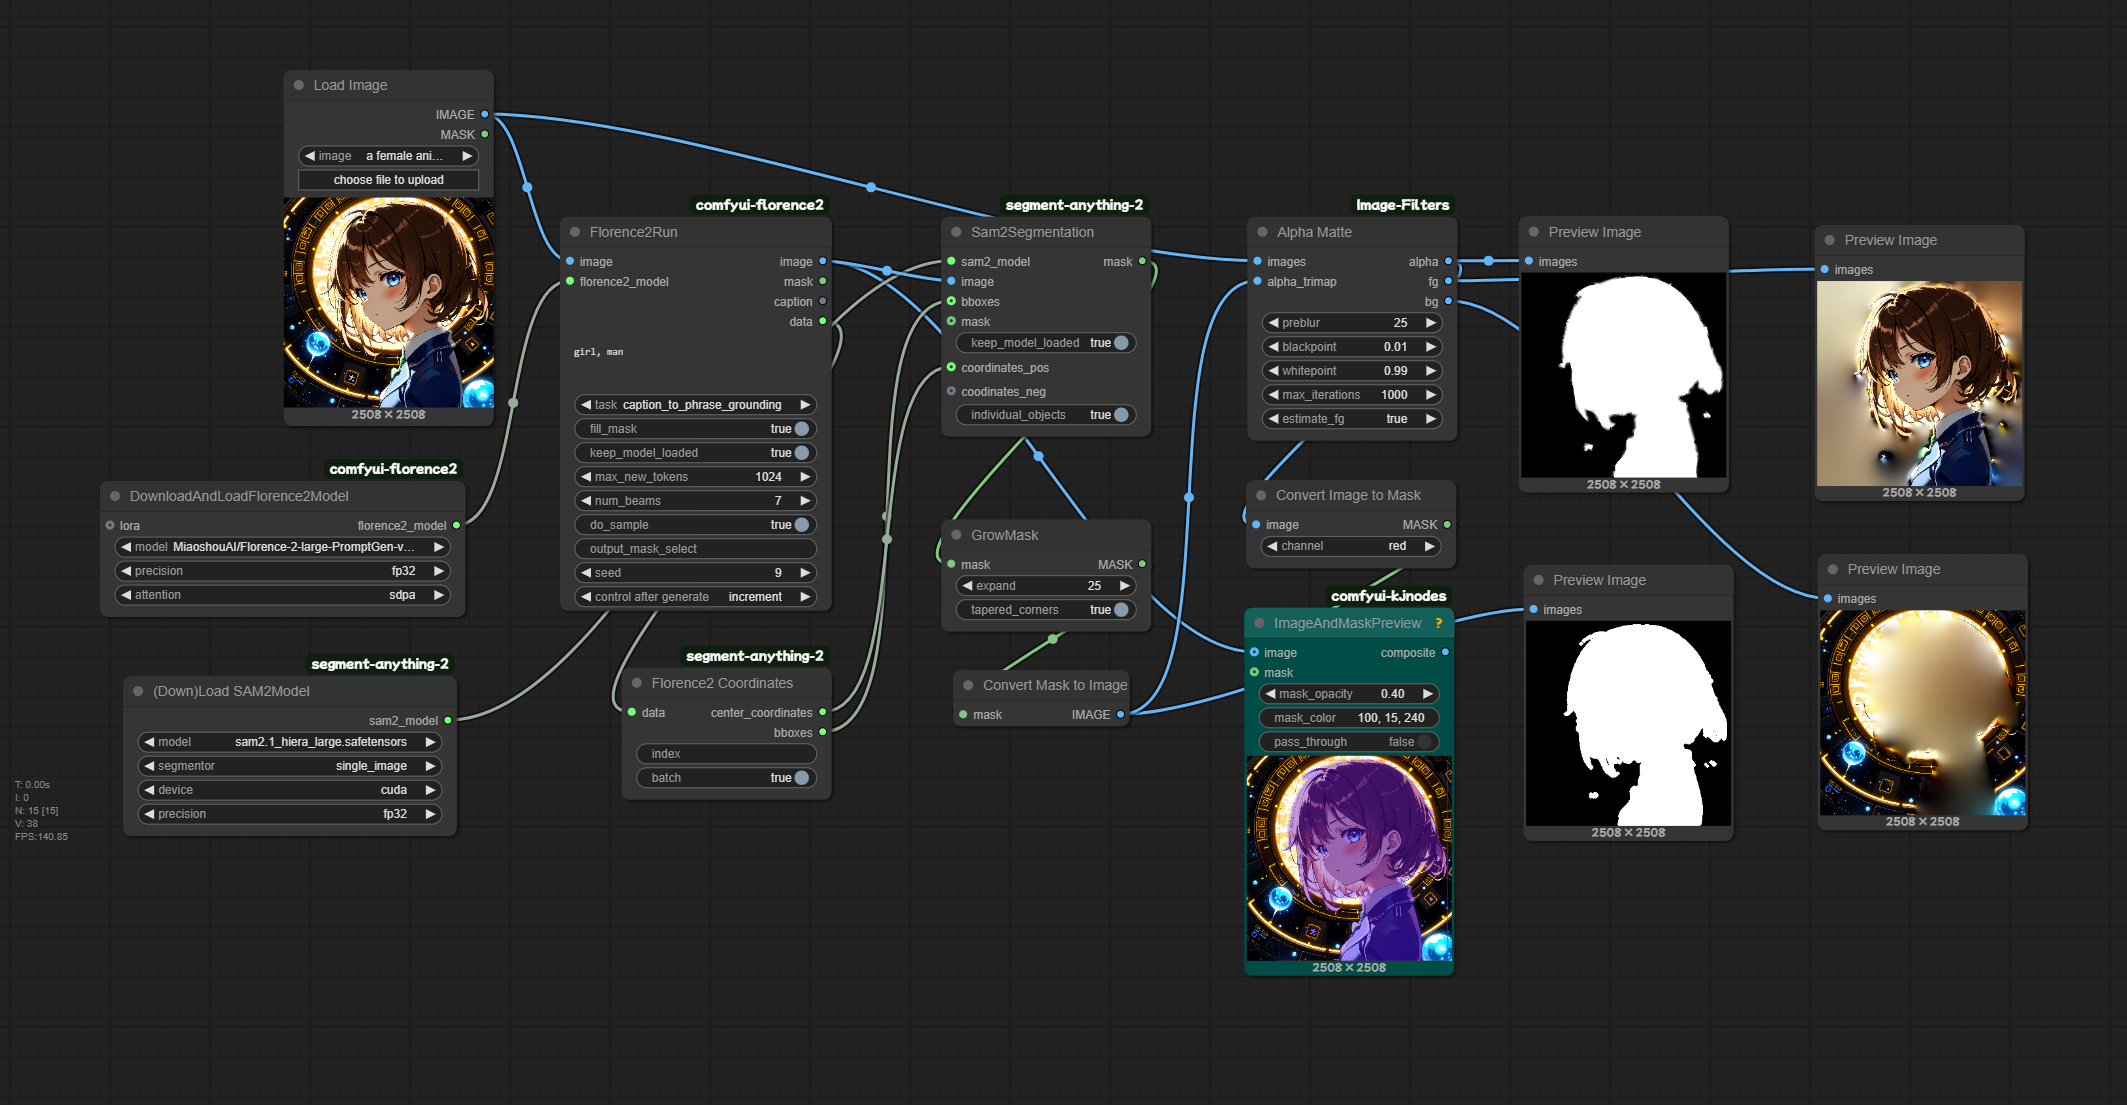 Load Image
IMAGE
MASK
image a female ani...
choose file to upload
2508 × 2508
comfyui-florence2
DownloadAndLoadFlorence2Model
lora florence2_model
model MiaoshouAI/Florence-2-large-PromptGen-v...
precision fp32
attention sdpa
segment-anything-2
(Down)Load SAM2Model
sam2_model
model sam2.1_hiera_large.safetensors
segmentor single_image
device cuda
precision fp32
T: 0.00s
I: 0
N: 15 [15]
V: 38
FPS:140.85
comfyui-florence2
Florence2Run
image image
florence2_model mask
caption
data
girl, man
task caption_to_phrase_grounding
fill_mask true
keep_model_loaded true
max_new_tokens 1024
num_beams 7
do_sample true
output_mask_select
seed 9
control after generate increment
segment-anything-2
Florence2 Coordinates
data center_coordinates
bboxes
index
batch true
segment-anything-2
Sam2Segmentation
sam2_model mask
image
bboxes
mask
keep_model_loaded true
coordinates_pos
coodinates_neg
individual_objects true
GrowMask
mask MASK
expand 25
tapered_corners true
Convert Mask to Image
mask IMAGE
Image-Filters
Alpha Matte
images alpha
alpha_trimap fg
bg
preblur 25
blackpoint 0.01
whitepoint 0.99
max_iterations 1000
estimate_fg true
Convert Image to Mask
image MASK
channel red
comfyui-kjnodes
ImageAndMaskPreview ?
image composite
mask
mask_opacity 0.40
mask_color 100, 15, 240
pass_through false
2508 × 2508
Preview Image
images
2508 × 2508
Preview Image
images
2508 × 2508
Preview Image
images
2508 × 2508
Preview Image
images
2508 × 2508